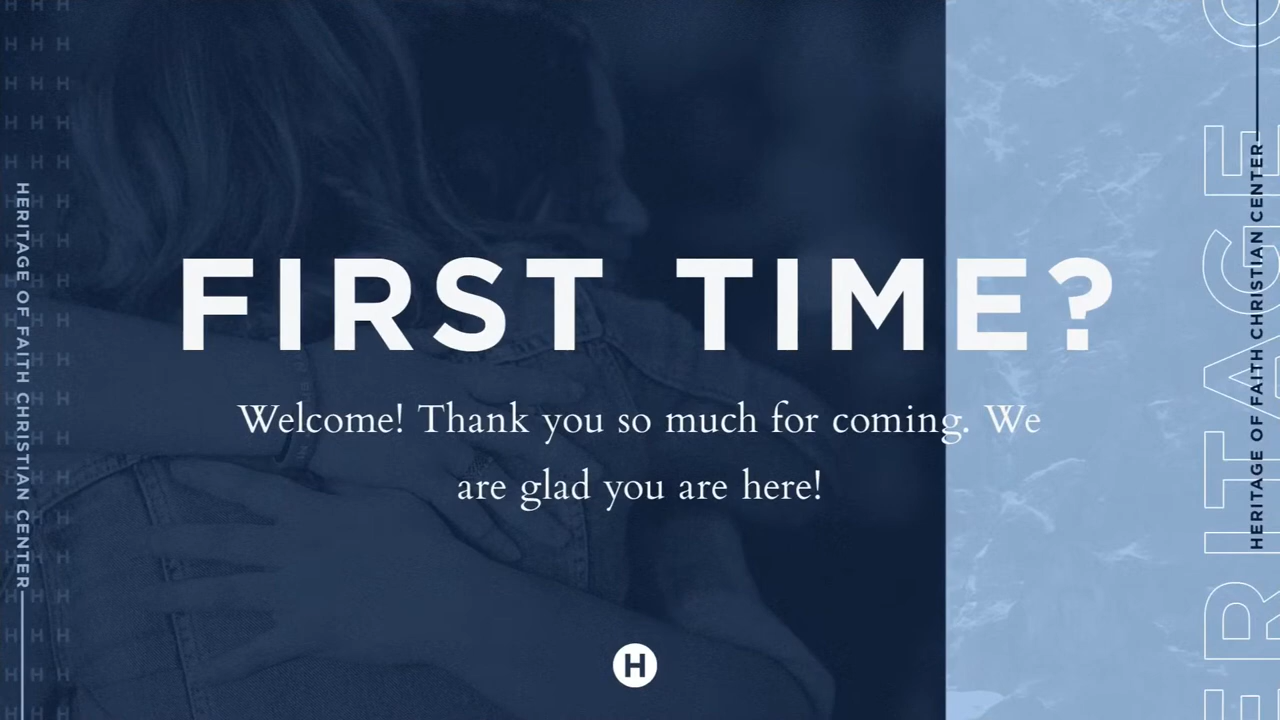 FIRST TIME?
Welcome! Thank you so much for coming. We
are glad you are here!
H
HERITAGE OF FAITH CHRISTIAN CENTER
HERITAGE OF FAITH CHRISTIAN CENTER
ERITAGE